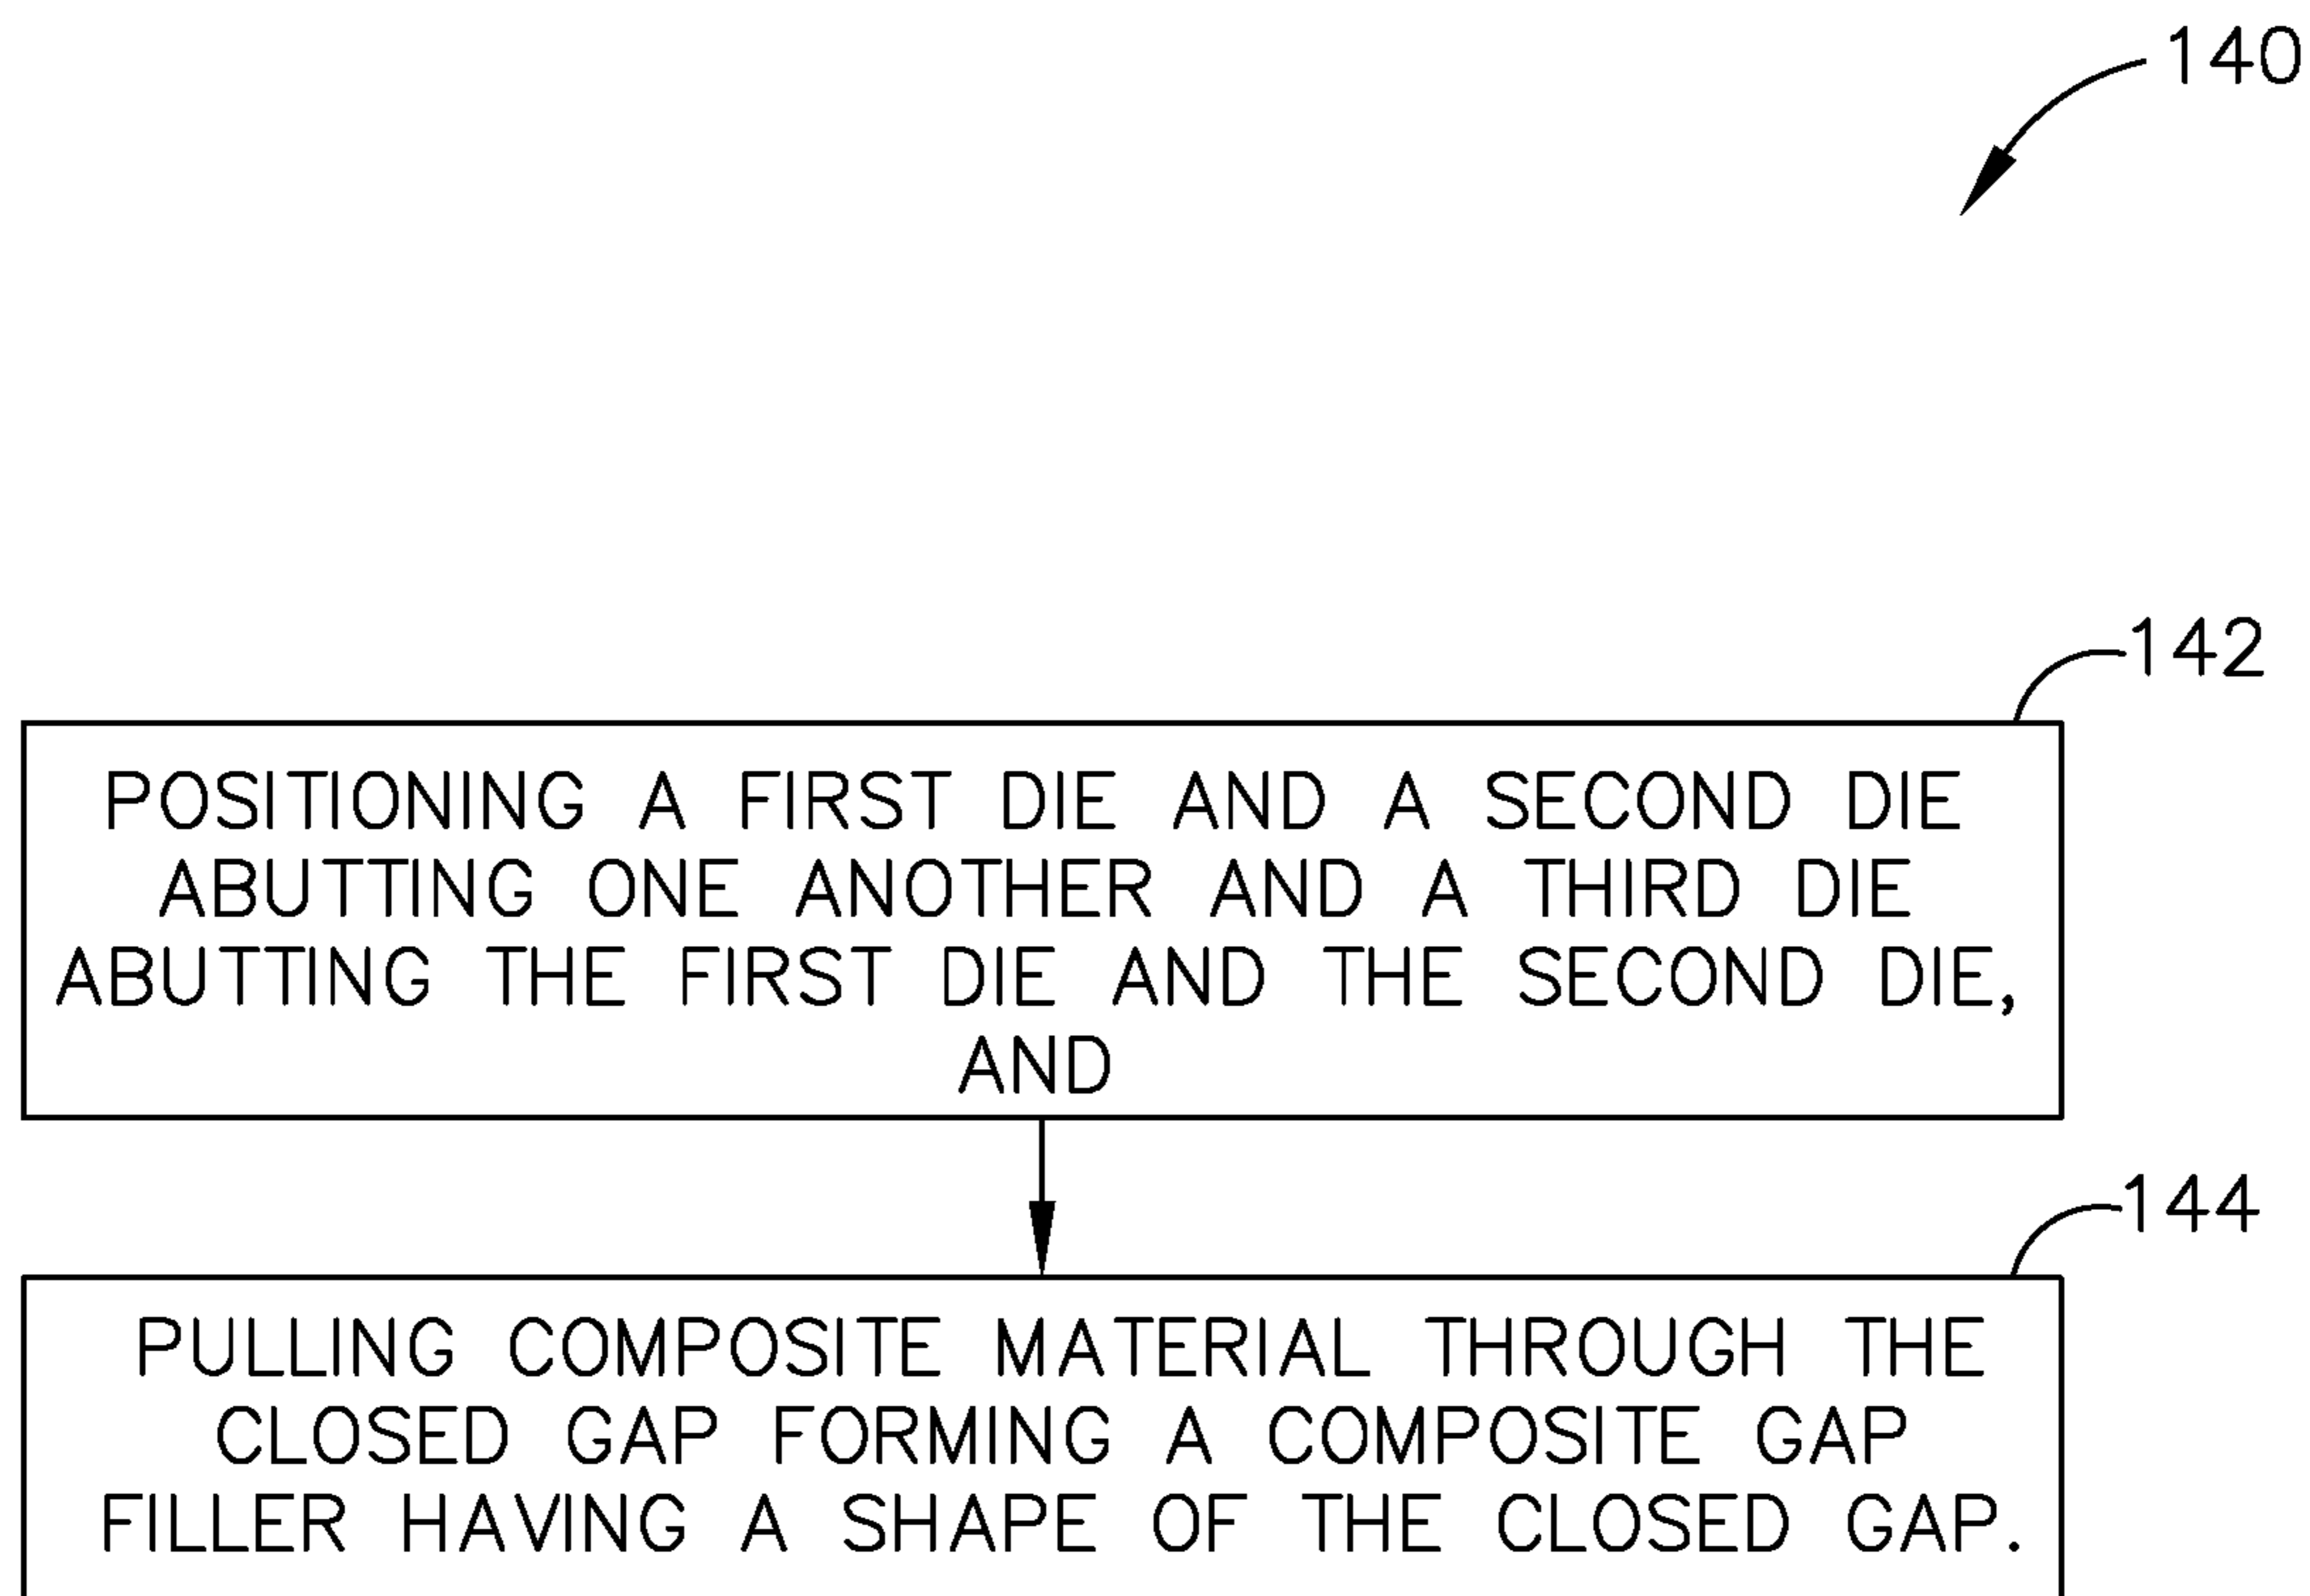 140
142
POSITIONING A FIRST DIE AND A SECOND DIE
ABUTTING ONE ANOTHER AND A THIRD DIE
ABUTTING THE FIRST DIE AND THE SECOND DIE,
AND
144
PULLING COMPOSITE MATERIAL THROUGH THE
CLOSED GAP FORMING A COMPOSITE GAP
FILLER HAVING A SHAPE OF THE CLOSED GAP.